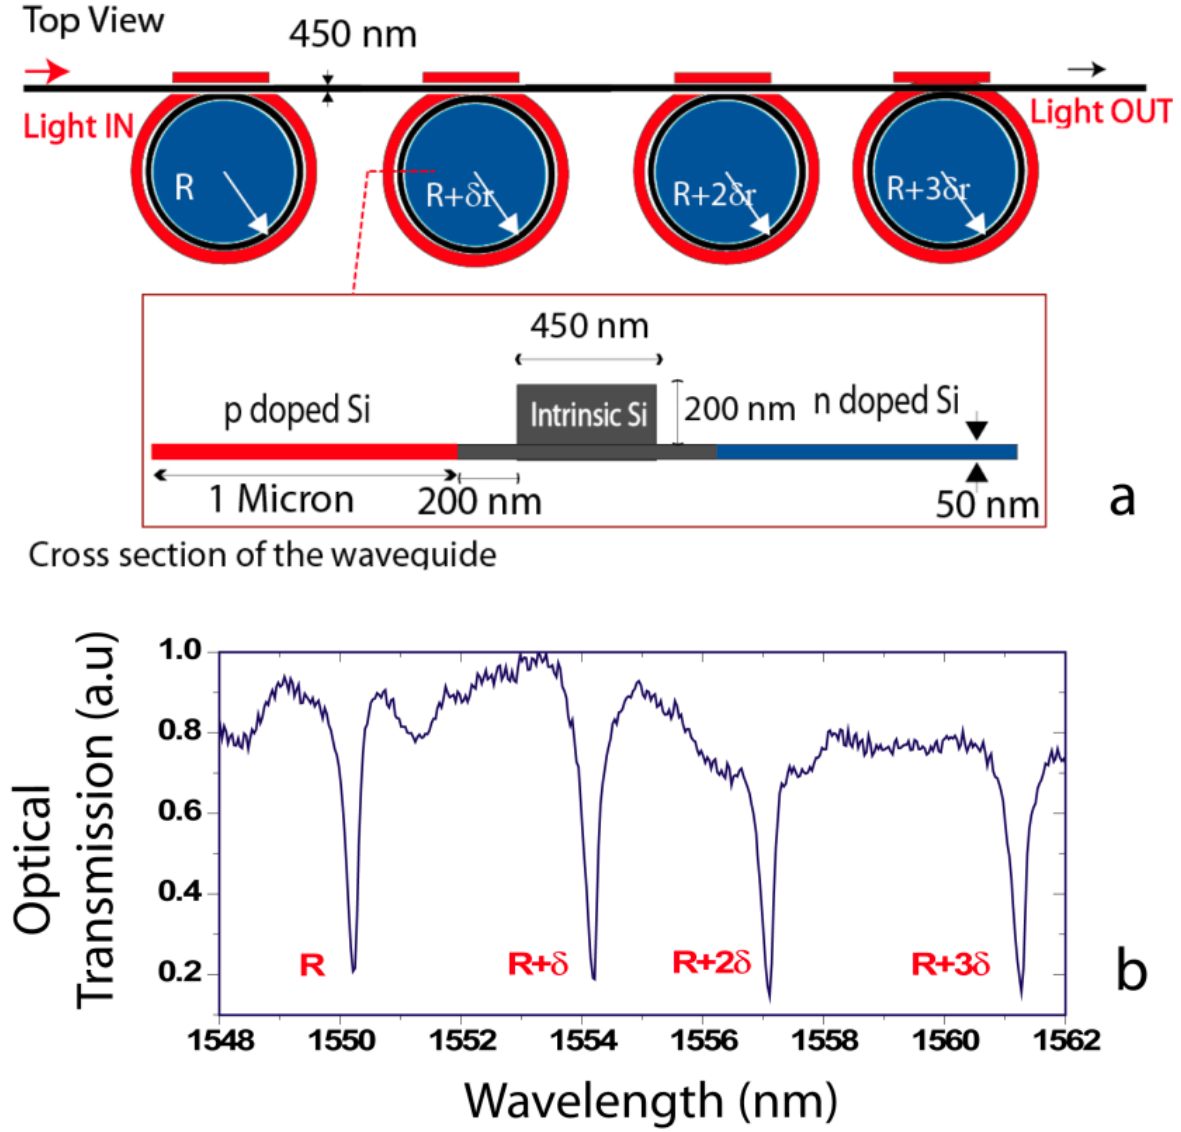 Top View
450 nm
Light IN
Light OUT
R
R+δr
R+2δr
R+3δr
450 nm
p doped Si
Intrinsic Si
200 nm
n doped Si
1 Micron
200 nm
50 nm
a
Cross section of the waveguide
Optical
Transmission (a.u)
1.0
0.8
0.6
0.4
0.2
R
R+δ
R+2δ
R+3δ
b
1548
1550
1552
1554
1556
1558
1560
1562
Wavelength (nm)